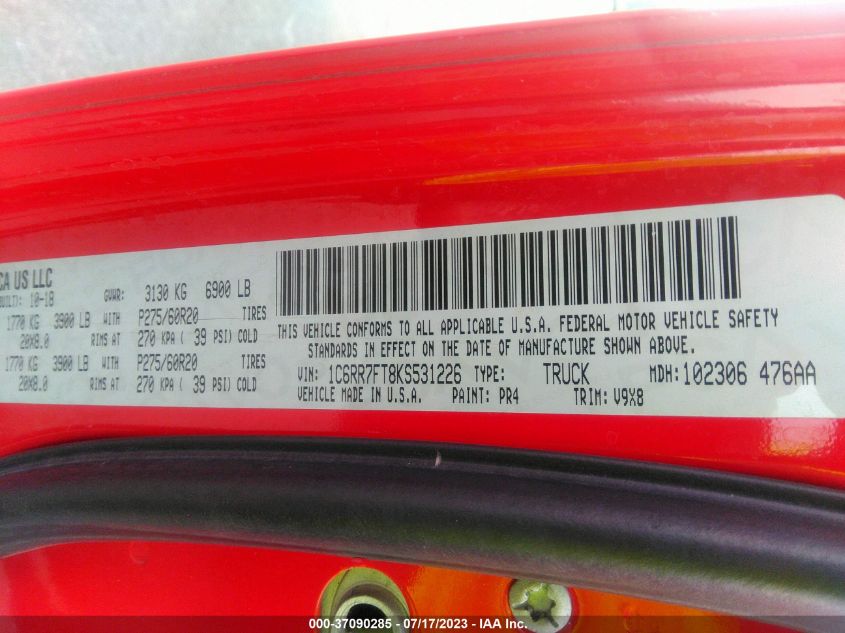 CA US LLC
10-18 GVWR: 3130 KG 6900 LB
1770 KG 3900 LB WITH P275/60R20 TIRES
20X8.0 RIMS AT 270 KPA ( 39 PSI) COLD
1770 KG 3900 LB WITH P275/60R20 TIRES
20X8.0 RIMS AT 270 KPA ( 39 PSI) COLD
THIS VEHICLE CONFORMS TO ALL APPLICABLE U.S.A. FEDERAL MOTOR VEHICLE SAFETY
STANDARDS IN EFFECT ON THE DATE OF MANUFACTURE SHOWN ABOVE.
VIN: 1C6RR7FT8KS531226 TYPE: TRUCK MDH: 102306 476AA
VEHICLE MADE IN U.S.A. PAINT: PR4 TRIM: V9X8
000-37090285 - 07/17/2023 - IAA Inc.